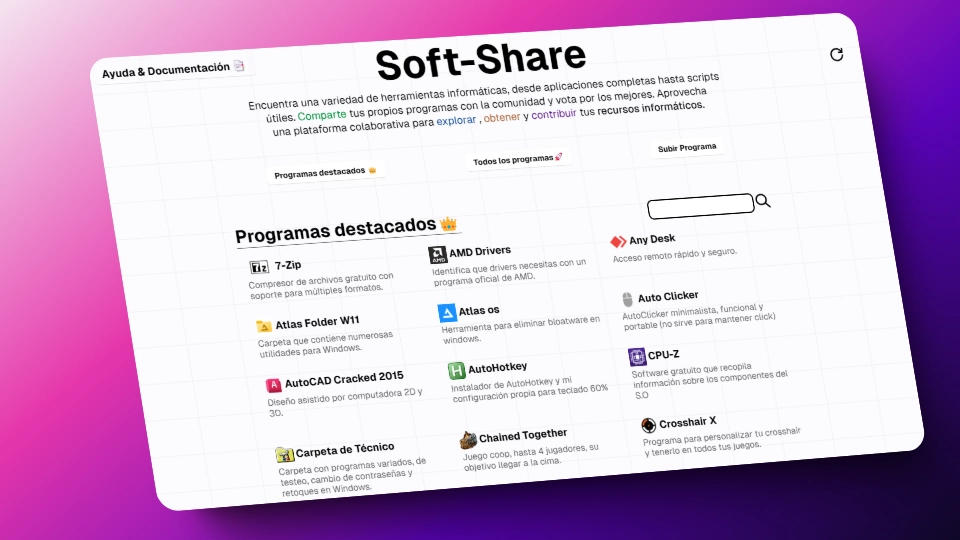 Ayuda & Documentación
Soft-Share
Encuentra una variedad de herramientas informáticas, desde aplicaciones completas hasta scripts
útiles. Comparte tus propios programas con la comunidad y vota por los mejores. Aprovecha
una plataforma colaborativa para explorar , obtener y contribuir tus recursos informáticos.
Programas destacados
Todos los programas
Subir Programa
Programas destacados
7-Zip
Compresor de archivos gratuito con
soporte para múltiples formatos.
AMD Drivers
Identifica que drivers necesitas con un
programa oficial de AMD.
Any Desk
Acceso remoto rápido y seguro.
Atlas Folder W11
Carpeta que contiene numerosas
utilidades para Windows.
Atlas os
Herramienta para eliminar bloatware en
windows.
Auto Clicker
AutoClicker minimalista, funcional y
portable (no sirve para mantener click)
AutoCAD Cracked 2015
Diseño asistido por computadora 2D y
3D.
AutoHotkey
Instalador de AutoHotkey y mi
configuración propia para teclado 60%
CPU-Z
Software gratuito que recopila
información sobre los componentes del
S.O
Carpeta de Técnico
Carpeta con programas variados, de
testeo, cambio de contraseñas y
retoques en Windows.
Chained Together
Juego coop, hasta 4 jugadores, su
objetivo llegar a la cima.
Crosshair X
Programa para personalizar tu crosshair
y tenerlo en todos tus juegos.